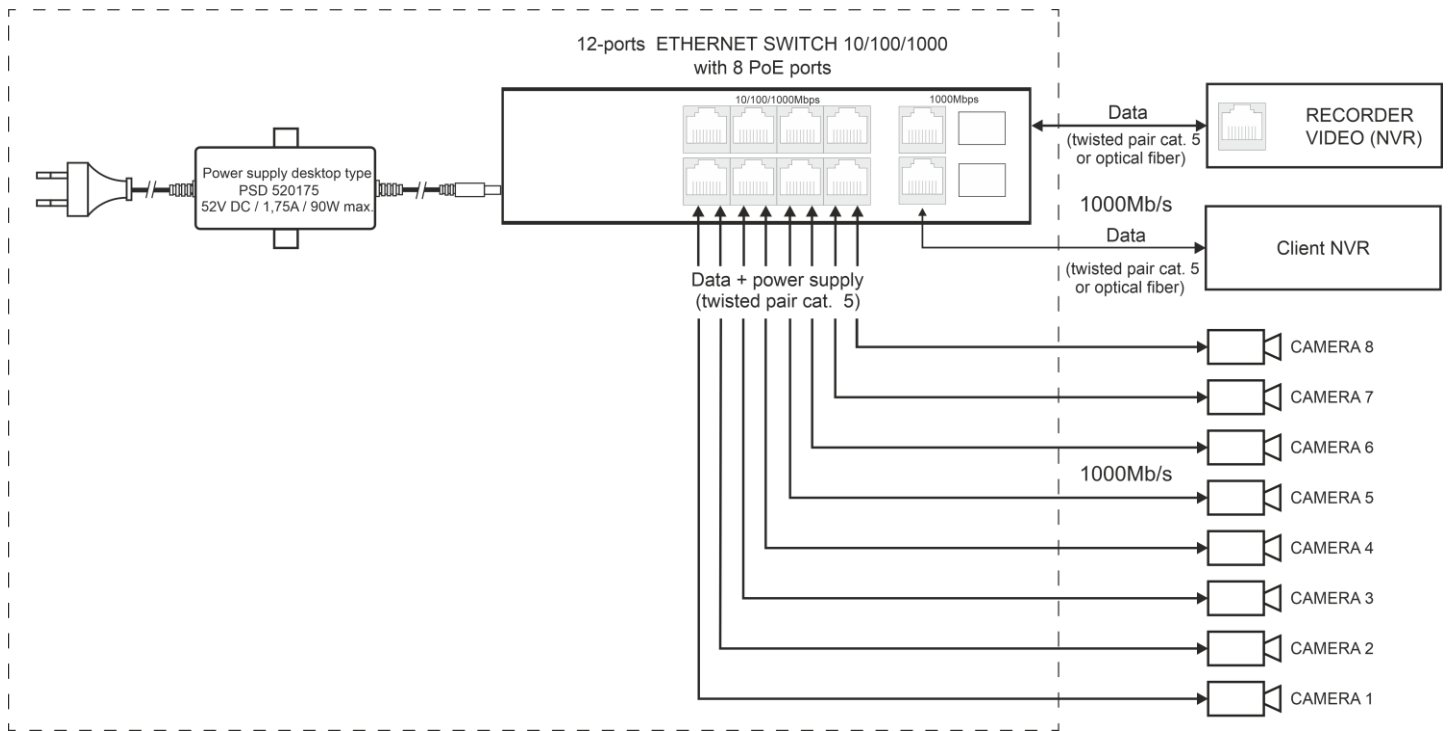 12-ports ETHERNET SWITCH 10/100/1000
with 8 PoE ports
10/100/1000Mbps
1000Mbps
Power supply desktop type
PSD 520175
52V DC / 1,75A / 90W max.
Data
(twisted pair cat. 5
or optical fiber)
RECORDER
VIDEO (NVR)
1000Mb/s
Data
(twisted pair cat. 5
or optical fiber)
Client NVR
Data + power supply
(twisted pair cat. 5)
CAMERA 8
CAMERA 7
CAMERA 6
1000Mb/s
CAMERA 5
CAMERA 4
CAMERA 3
CAMERA 2
CAMERA 1